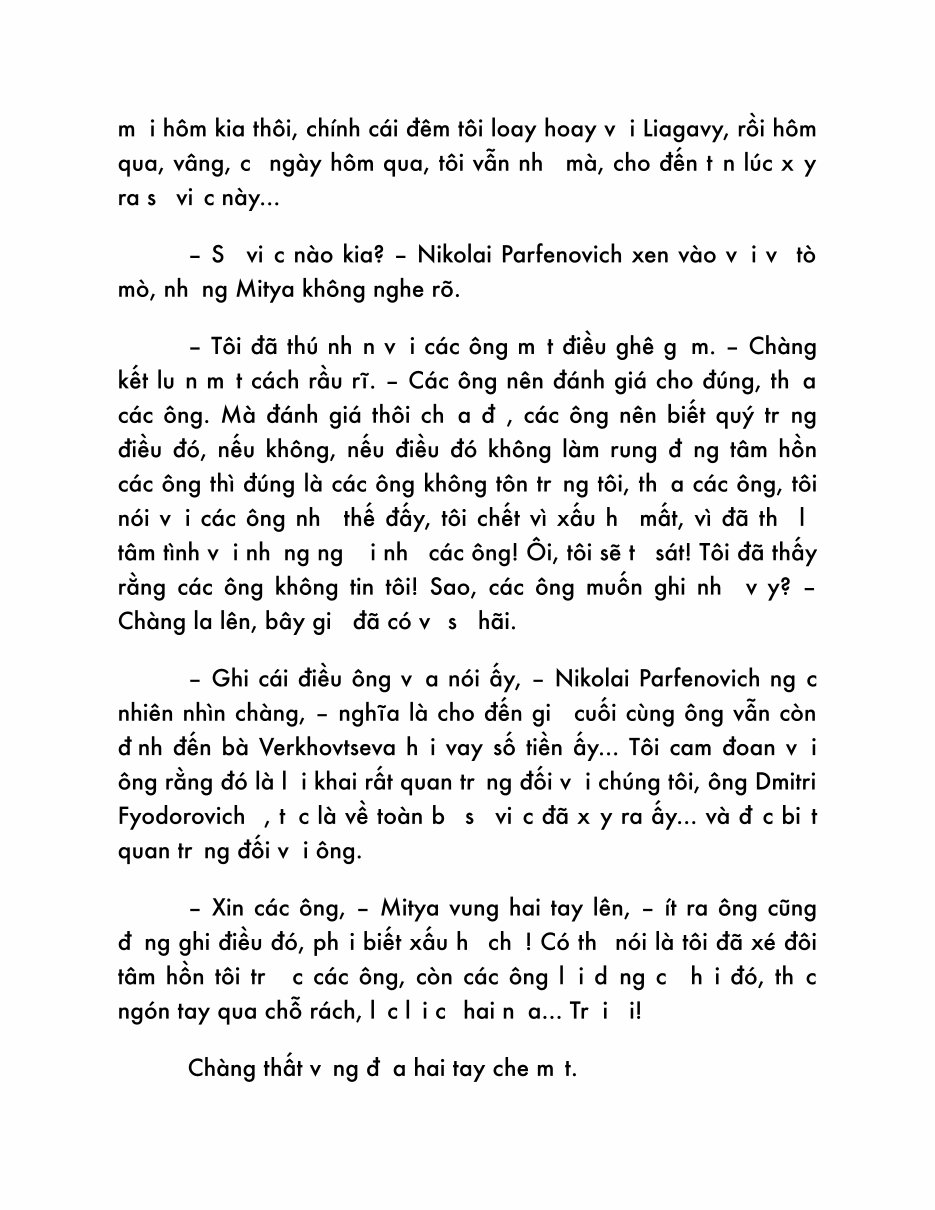 m i hôm kia thôi, chính cái đêm tôi loay hoay v i Liagavy, rồi hôm
qua, vâng, c ngày hôm qua, tôi vẫn nh mà, cho đến t n lúc x y
ra s vi c này...
– S vi c nào kia? – Nikolai Parfenovich xen vào v i v tò
mò, nh ng Mitya không nghe rõ.
– Tôi đã thú nh n v i các ông m t điều ghê g m. – Chàng
kết lu n m t cách rầu rĩ. – Các ông nên đánh giá cho đúng, th a
các ông. Mà đánh giá thôi ch a đ , các ông nên biết quý tr ng
điều đó, nếu không, nếu điều đó không làm rung đ ng tâm hồn
các ông thì đúng là các ông không tôn tr ng tôi, th a các ông, tôi
nói v i các ông nh thế đấy, tôi chết vì xấu h mất, vì đã th l
tâm tình v i nh ng ng i nh các ông! Ôi, tôi sẽ t sát! Tôi đã thấy
rằng các ông không tin tôi! Sao, các ông muốn ghi nh v y? –
Chàng la lên, bây gi đã có v s hãi.
– Ghi cái điều ông v a nói ấy, – Nikolai Parfenovich ng c
nhiên nhìn chàng, – nghĩa là cho đến gi cuối cùng ông vẫn còn
đ nh đến bà Verkhovtseva h i vay số tiền ấy... Tôi cam đoan v i
ông rằng đó là l i khai rất quan tr ng đối v i chúng tôi, ông Dmitri
Fyodorovich , t c là về toàn b s vi c đã x y ra ấy... và đ c bi t
quan tr ng đối v i ông.
– Xin các ông, – Mitya vung hai tay lên, – ít ra ông cũng
đ ng ghi điều đó, ph i biết xấu h ch ! Có th nói là tôi đã xé đôi
tâm hồn tôi tr c các ông, còn các ông l i d ng c h i đó, th c
ngón tay qua chỗ rách, l c l i c hai n a... Tr i i!
Chàng thất v ng đ a hai tay che m t.